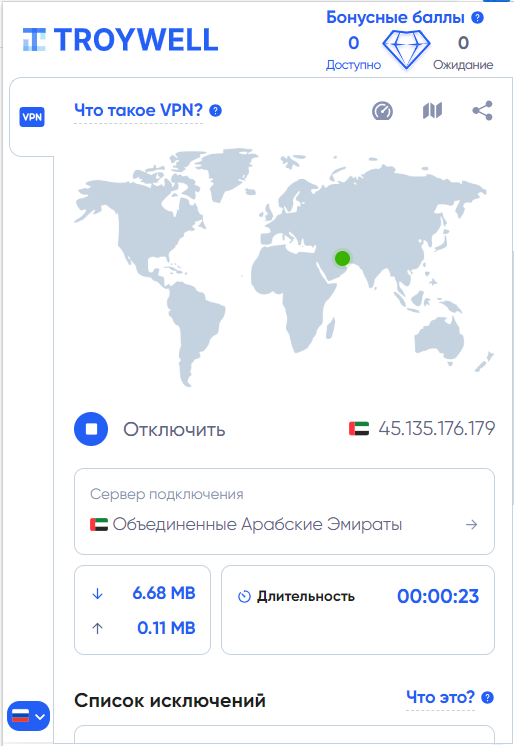 TROYWELL
Бонусные баллы ?
0 0
Доступно Ожидание
VPN
Что такое VPN? ?
Отключить 45.135.176.179
Сервер подключения
Объединенные Арабские Эмираты →
↓ 6.68 MB
↑ 0.11 MB
Длительность 00:00:23
Список исключений Что это? ?